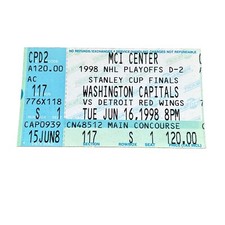 CPD2
A120.00
AC
117
776X118
S 1
CAP0939
15JUN8
MCI CENTER
1998 NHL PLAYOFFS D-2
STANLEY CUP FINALS
WASHINGTON CAPITALS
VS DETROIT RED WINGS
TUE JUN 16,1998 8PM
CN48512 MAIN CONCOURSE
117
S 1
120.00